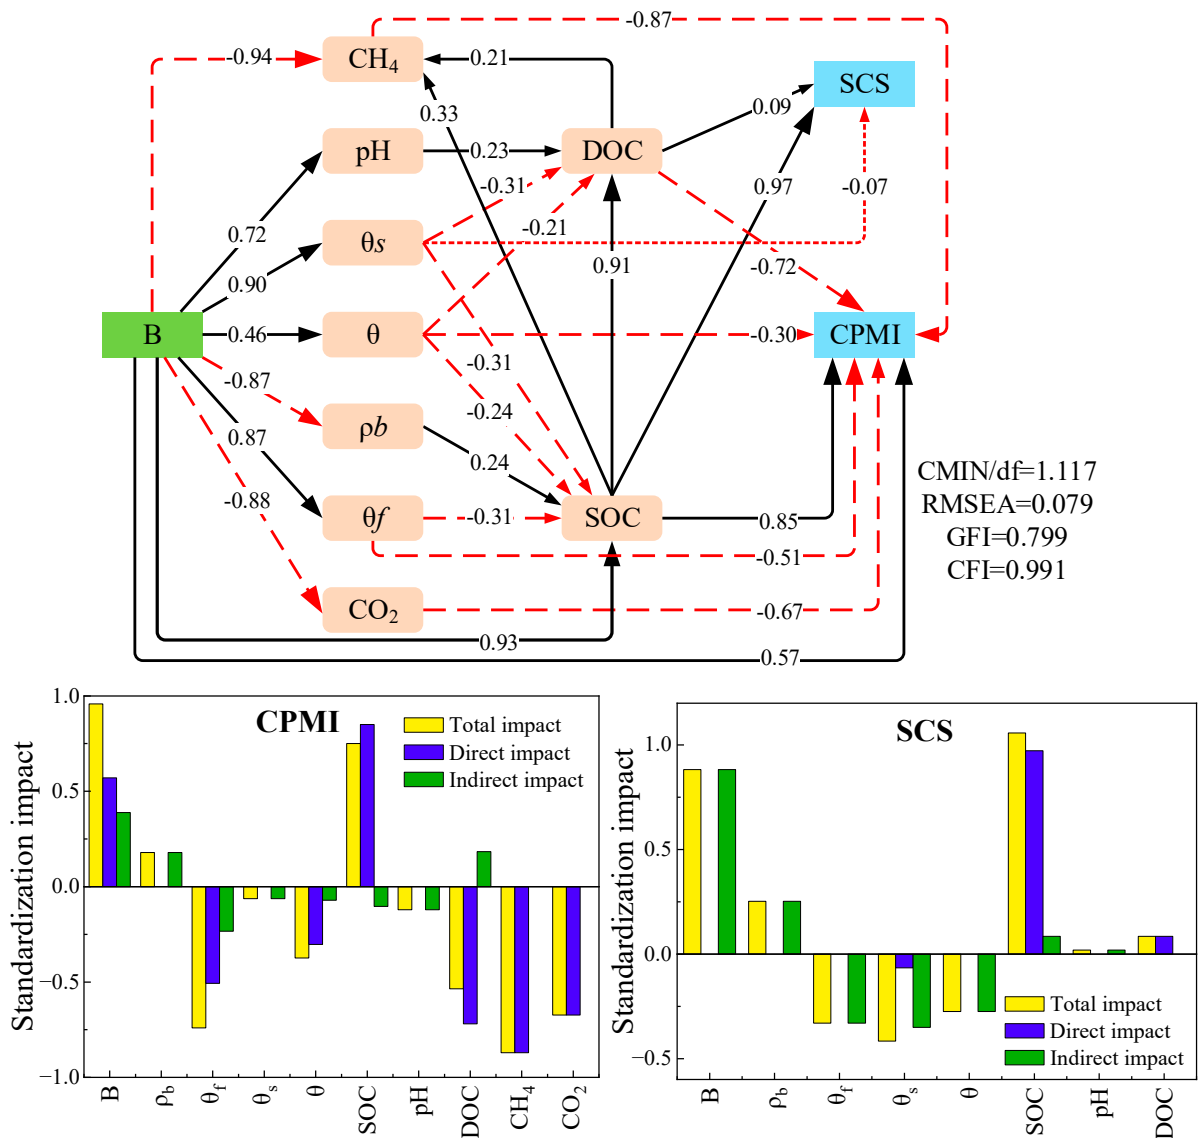 -0.87
CH₄
-0.94
0.21
SCS
0.33
0.09
pH
0.23
DOC
-0.31
0.97
-0.07
0.72
θs
-0.21
0.90
0.91
-0.72
B
0.46
θ
-0.30
CPMI
-0.31
-0.87
-0.24
ρb
0.87
0.24
CMIN/df=1.117
-0.88
RMSEA=0.079
θf
-0.31
SOC
0.85
GFI=0.799
-0.51
CFI=0.991
CO₂
-0.67
0.93
0.57
CPMI
Total impact
Direct impact
Indirect impact
Standardization impact
1.0
0.5
0.0
−0.5
−1.0
B
ρb
θf
θs
θ
SOC
pH
DOC
CH₄
CO₂
SCS
Standardization impact
1.0
0.5
0.0
−0.5
Total impact
Direct impact
Indirect impact
B
ρb
θf
θs
θ
SOC
pH
DOC